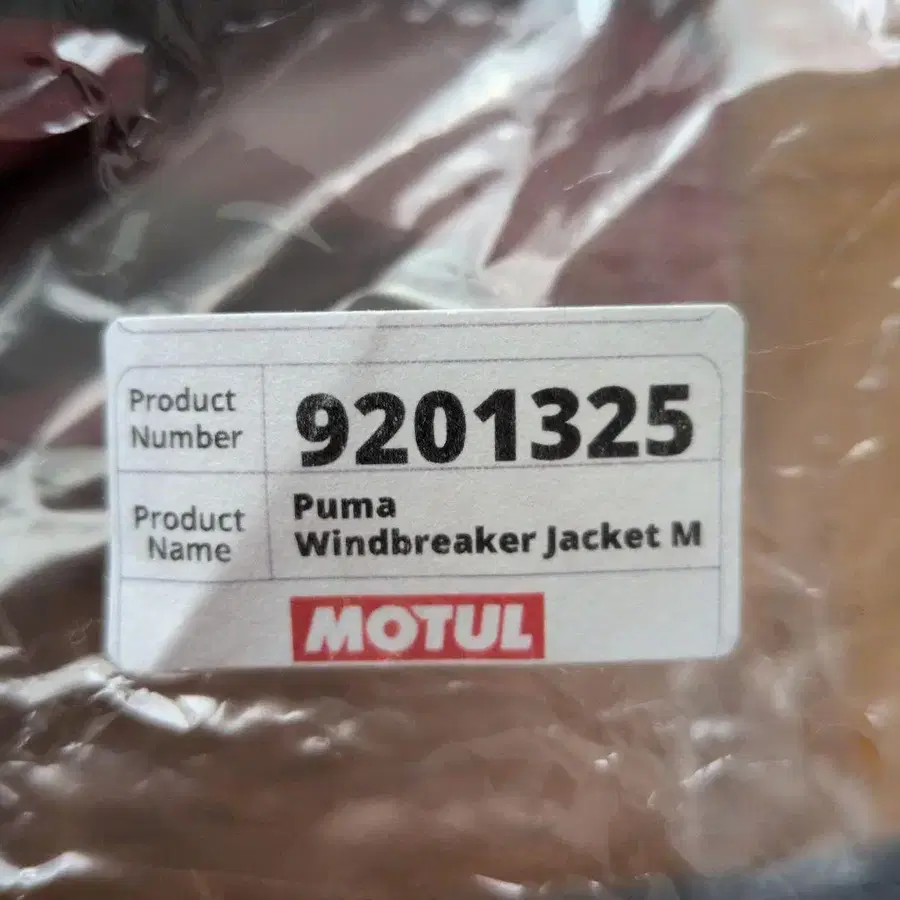 Product
Number
9201325
Product
Name
Puma
Windbreaker Jacket M
MOTUL